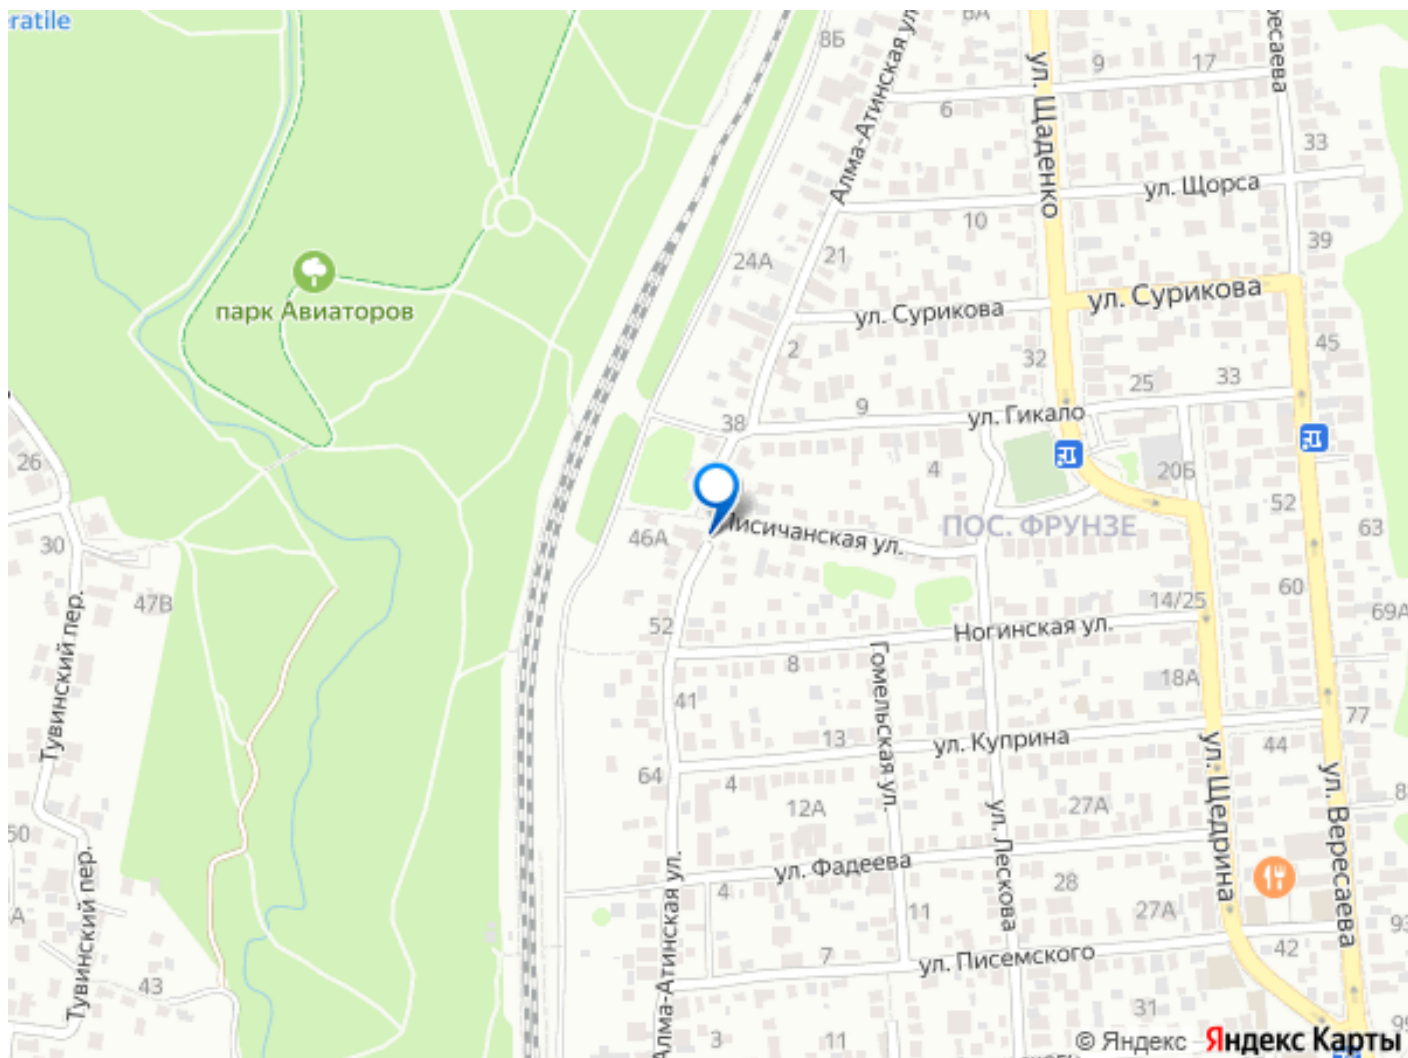 eratile
8Б
8А
Алма-Атинская ул.
ул. Щаденко
9
17
6
33
ул. Щорса
10
39
24А
21
парк Авиаторов
ул. Сурикова
ул. Сурикова
2
32
45
25
33
9
ул. Гикало
38
26
4
20Б
52
63
Лисичанская ул.
ПОС. ФРУНЗЕ
46А
30
47В
14/25
60
69А
52
Ногинская ул.
8
18А
Тувинский пер.
41
Гомельская ул.
13
ул. Куприна
77
44
64
4
12А
27А
ул. Щедрина
ул. Вересаева
50
ул. Лескова
ул. Фадеева
4
28
27А
11
Тувинский пер.
Алма-Атинская ул.
42
93
7
ул. Писемского
43
31
3
11
© Яндекс Яндекс Карты